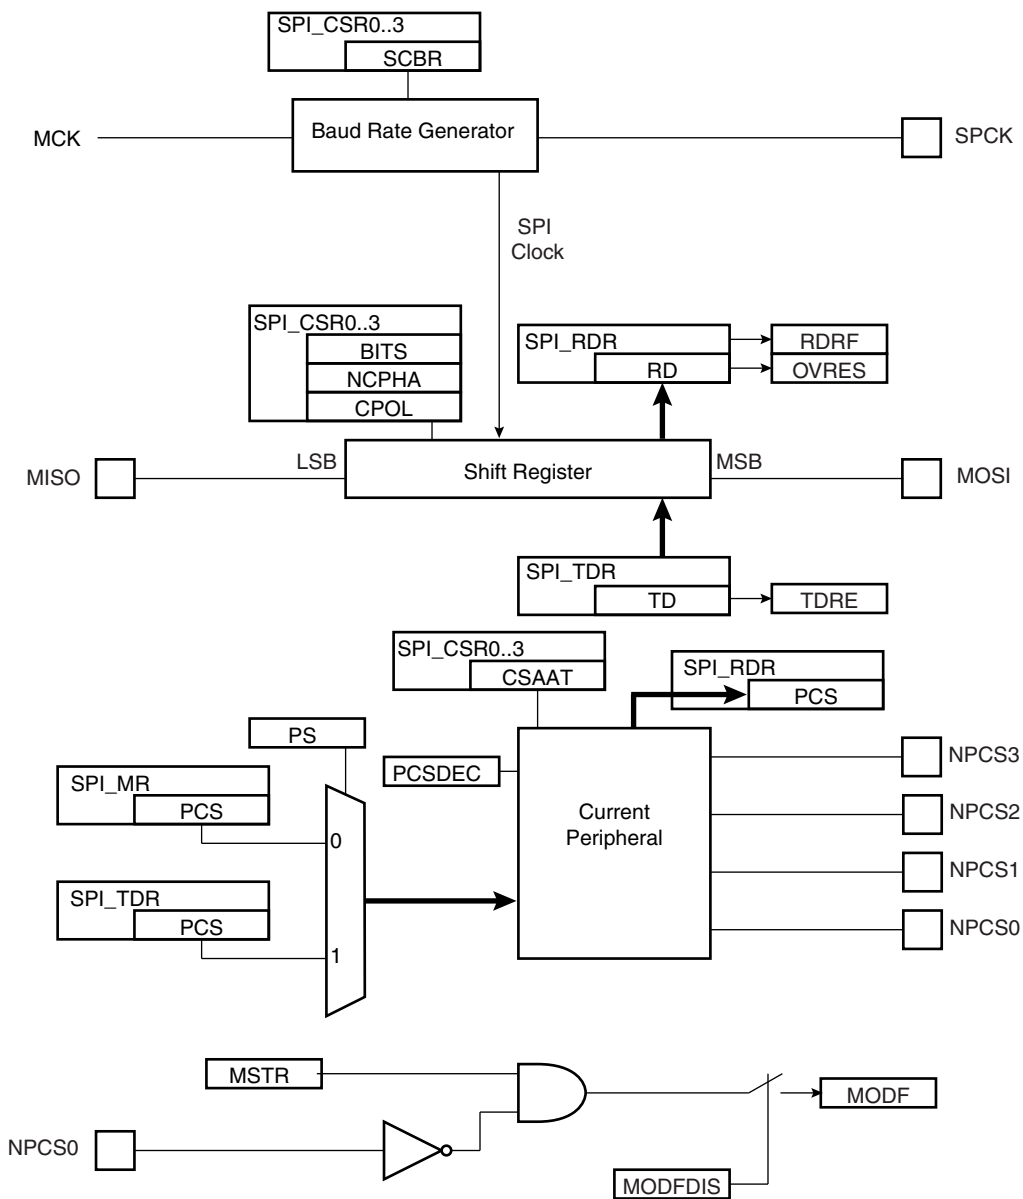 SPI_CSR0..3
SCBR
MCK
Baud Rate Generator
SPCK
SPI
Clock
SPI_CSR0..3
BITS
NCPHA
CPOL
SPI_RDR
RD
RDRF
OVRES
MISO
LSB
Shift Register
MSB
MOSI
SPI_TDR
TD
TDRE
SPI_CSR0..3
CSAAT
SPI_RDR
PCS
PS
PCSDEC
SPI_MR
PCS
0
SPI_TDR
PCS
1
Current
Peripheral
NPCS3
NPCS2
NPCS1
NPCS0
MSTR
MODF
NPCS0
MODFDIS